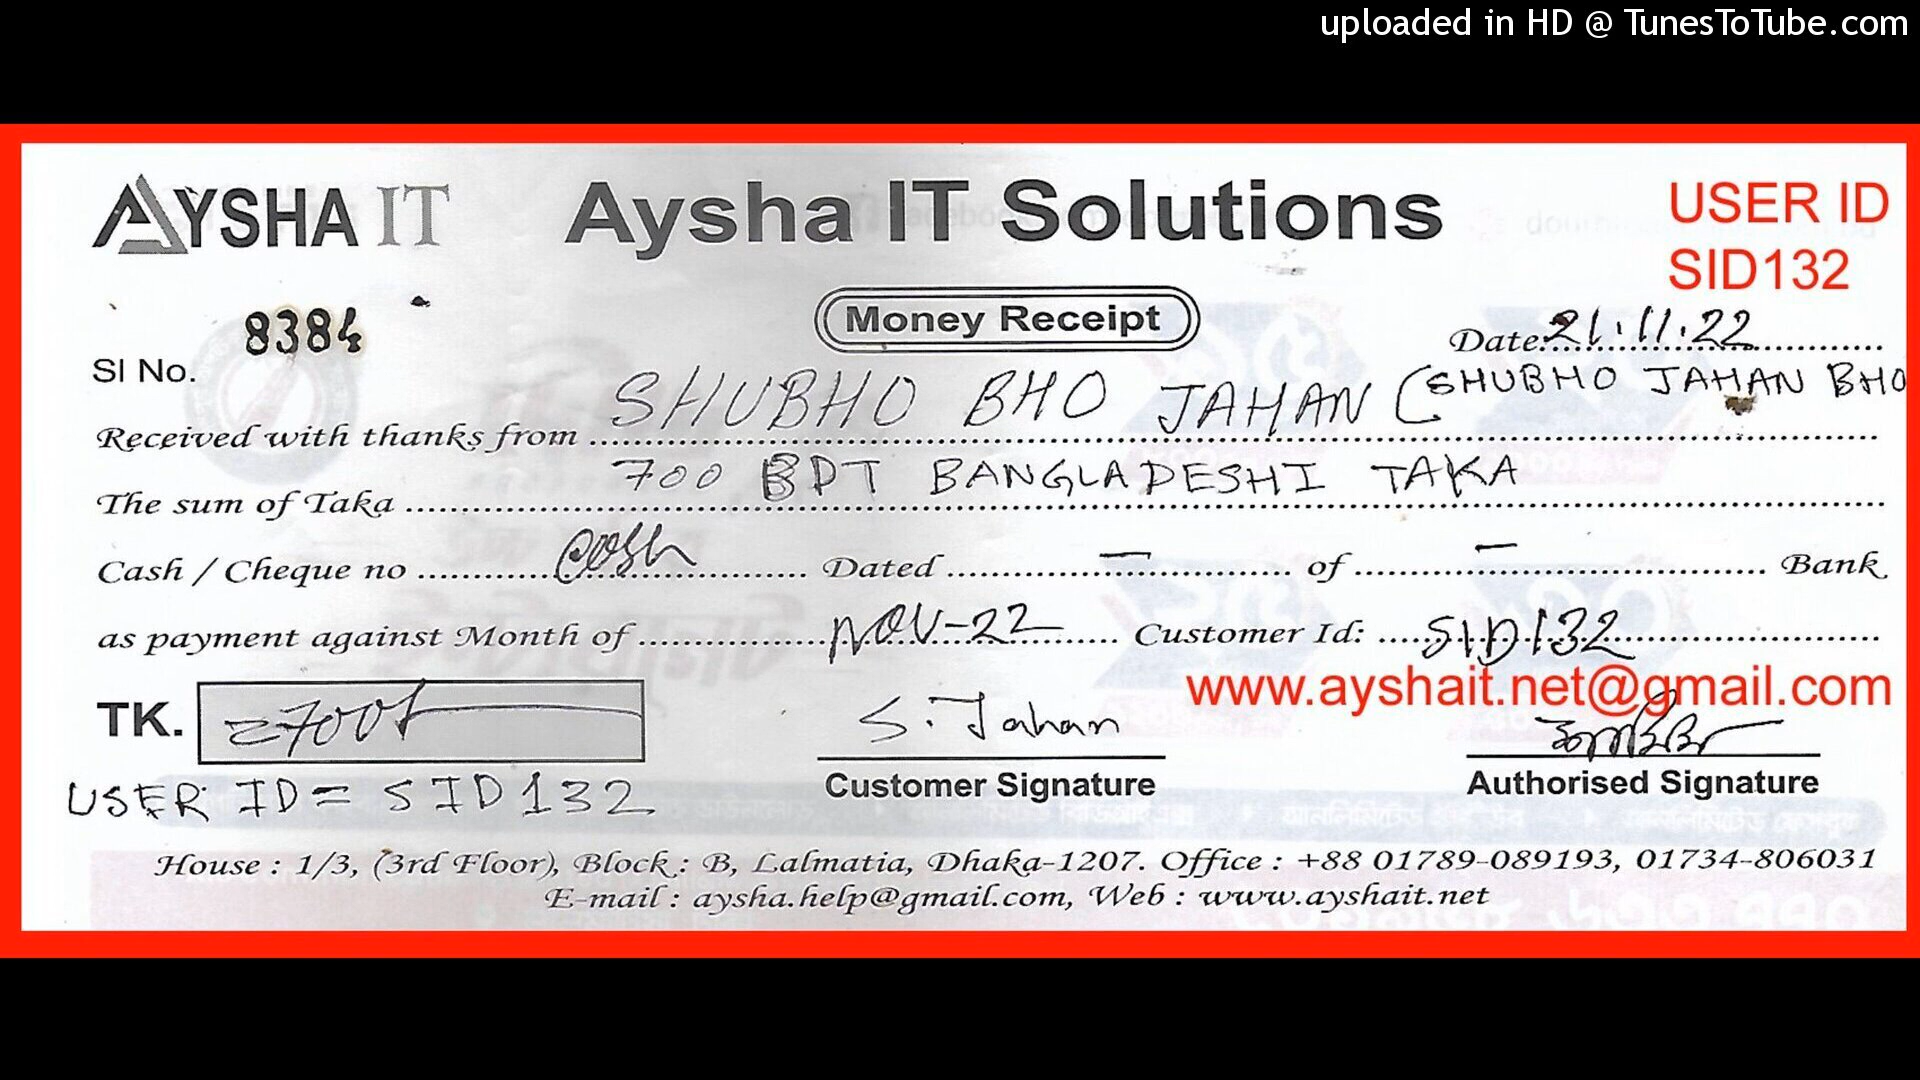 uploaded in HD @ TunesToTube.com
AYSHA IT Aysha IT Solutions USER ID
SID132
8384 Money Receipt
Sl No. Date: 21.11.22
Received with thanks from SHUBHO BHO JAHAN (SHUBHO JAHAN BHO
The sum of Taka 700 BDT BANGLADESHI TAKA
Cash / Cheque no Cash Dated – of – Bank
as payment against Month of NOV-22 Customer Id: SID132
www.ayshait.net@gmail.com
TK. =700/ S. Jahan
Customer Signature Authorised Signature
USER ID = SID132
House : 1/3, (3rd Floor), Block : B, Lalmatia, Dhaka-1207. Office : +88 01789-089193, 01734-806031
E-mail : aysha.help@gmail.com, Web : www.ayshait.net